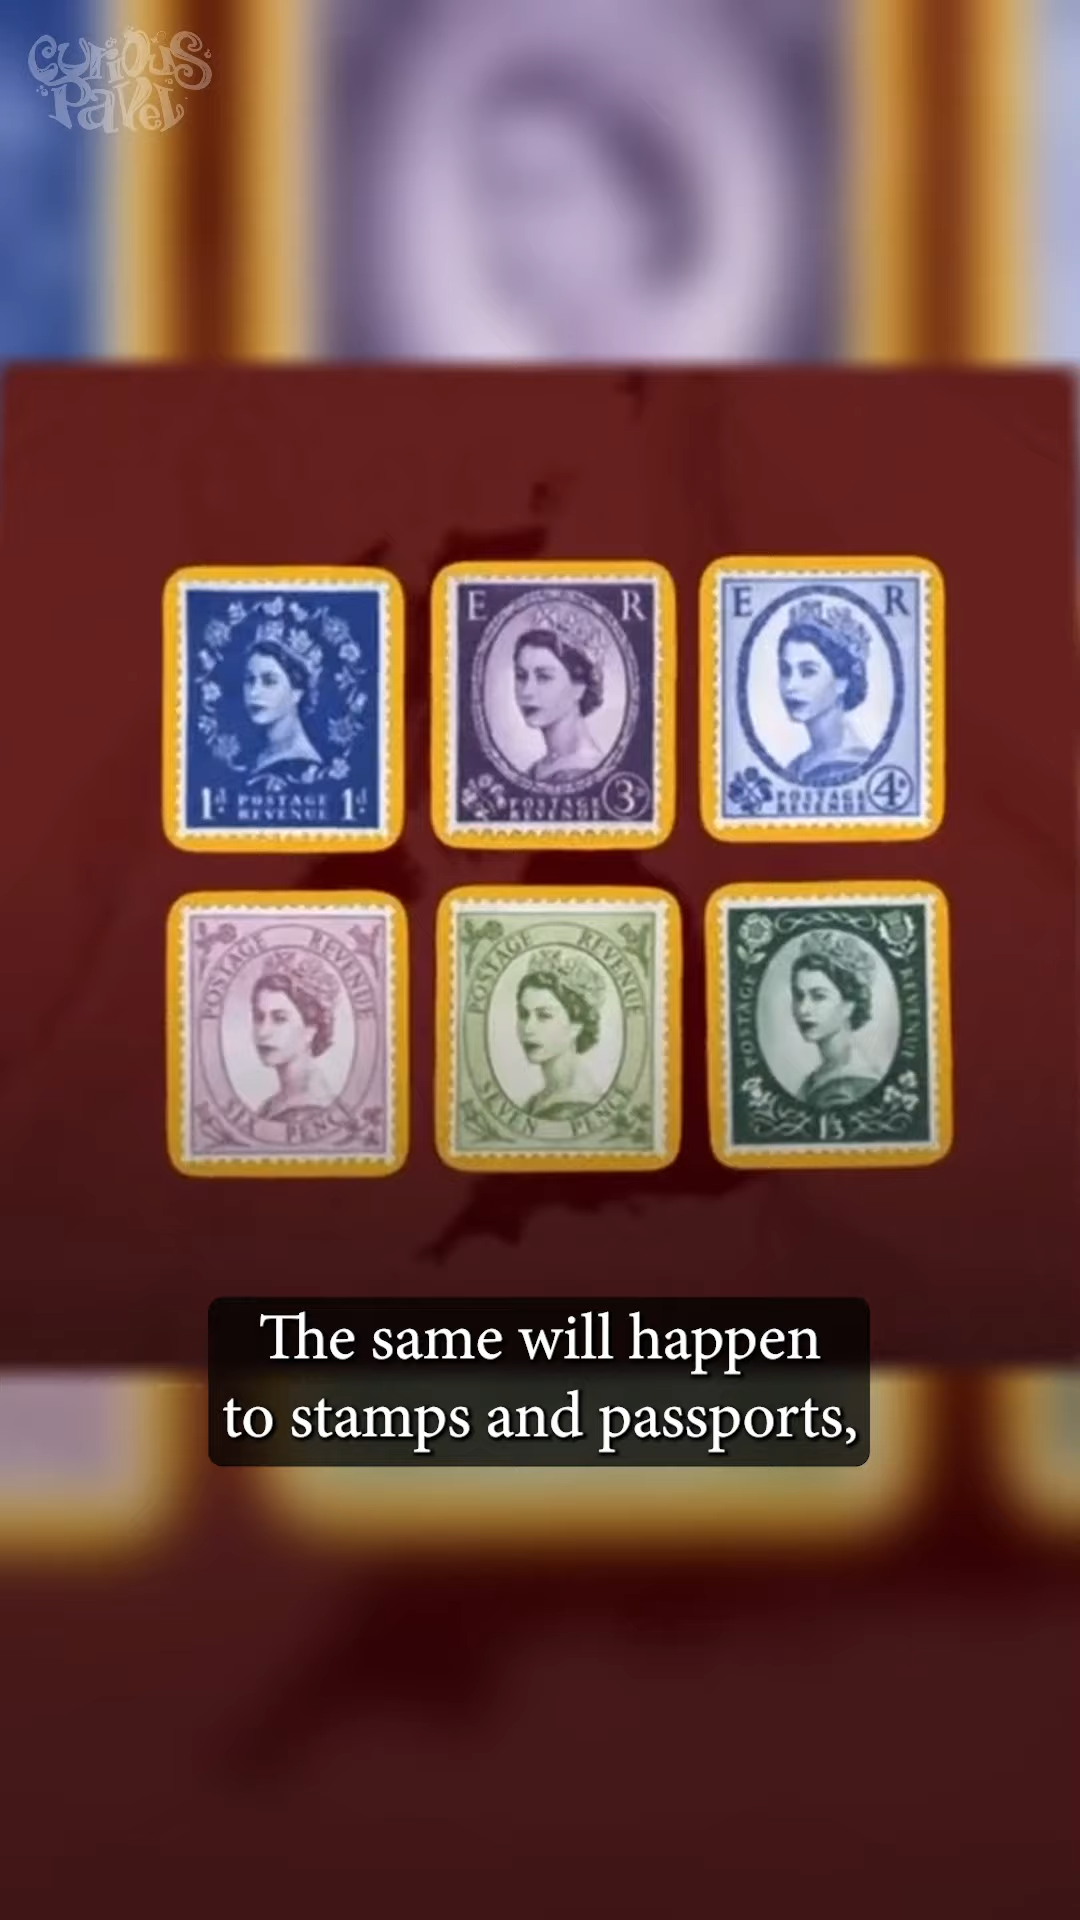 Curious
Pavel
E R
E R
1d POSTAGE 1d
REVENUE
POSTAGE
REVENUE
3d
POSTAGE
REVENUE
4d
POSTAGE REVENUE
SIX PENCE
POSTAGE REVENUE
SEVEN PENCE
POSTAGE REVENUE
1/3
The same will happen
to stamps and passports,